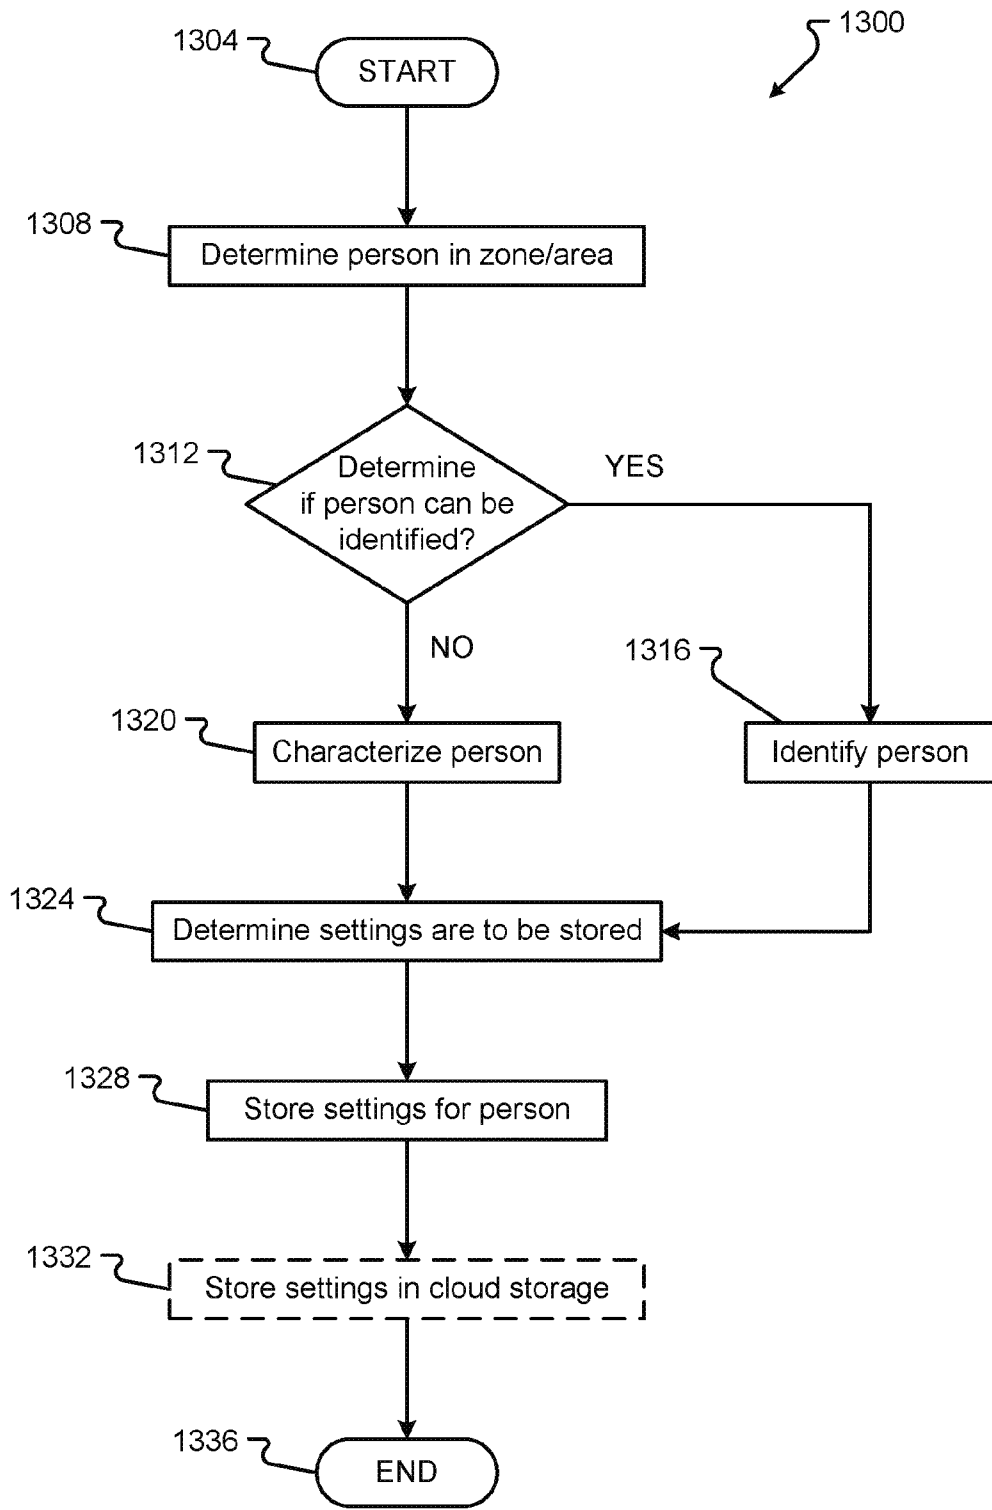 1300
1304
START
1308
Determine person in zone/area
1312
Determine
if person can be
identified?
YES
NO
1316
1320
Characterize person
Identify person
1324
Determine settings are to be stored
1328
Store settings for person
1332
Store settings in cloud storage
1336
END